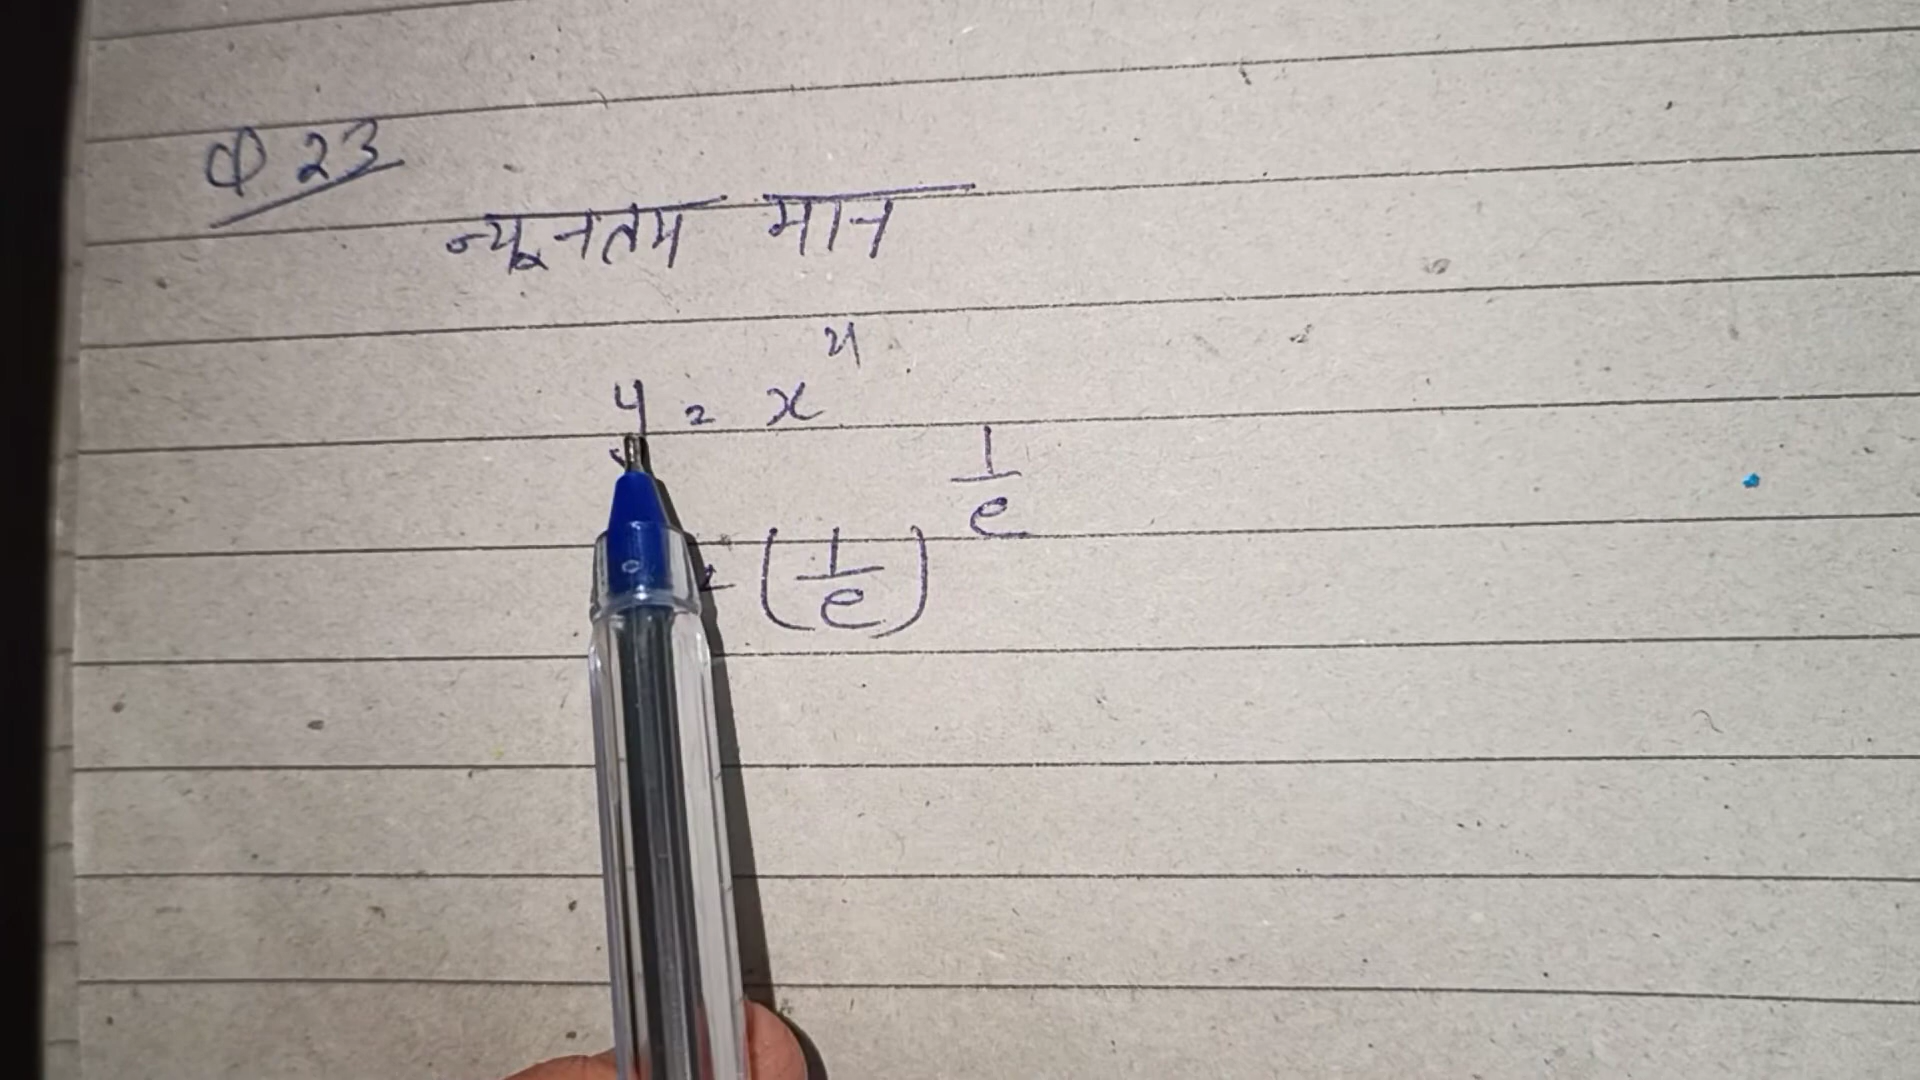 Q 23
न्यूनतम मान
y = x^x
= (1/e)^(1/e)